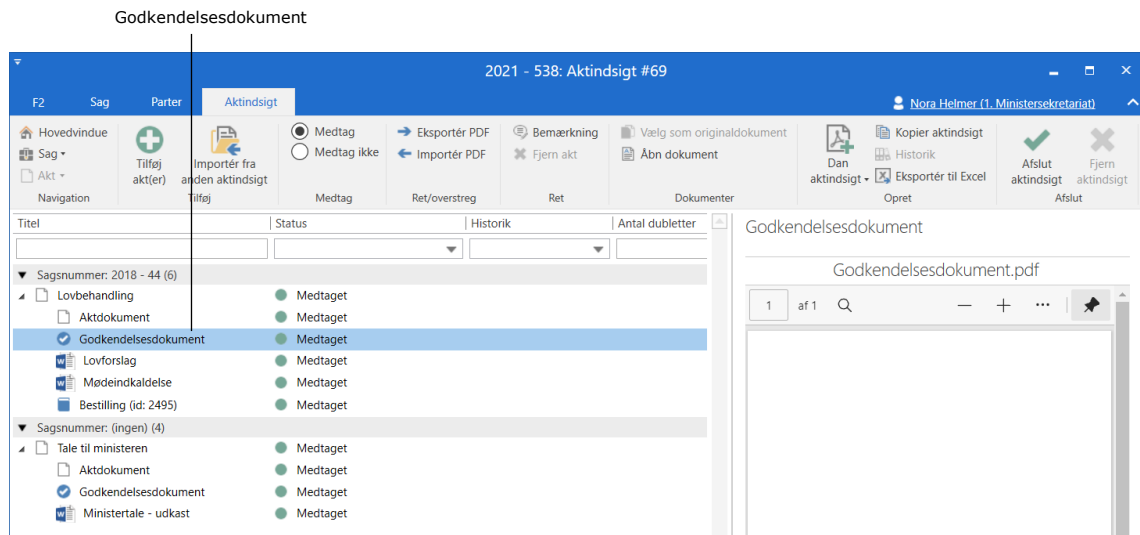 Godkendelsesdokument
2021 - 538: Aktindsigt #69
F2 Sag Parter Aktindsigt Nora Helmer (1. Ministersekretariat)
Hovedvindue
Sag
Akt
Navigation
Tilføj
akt(er)
Importér fra
anden aktindsigt
Tilføj
Medtag
Medtag ikke
Medtag
Eksportér PDF
Importér PDF
Ret/overstreg
Bemærkning
Fjern akt
Ret
Vælg som originaldokument
Åbn dokument
Dokumenter
Dan
aktindsigt
Kopier aktindsigt
Historik
Eksportér til Excel
Opret
Afslut
aktindsigt
Fjern
aktindsigt
Afslut
Titel Status Historik Antal dubletter
Sagsnummer: 2018 - 44 (6)
Lovbehandling Medtaget
Aktdokument Medtaget
Godkendelsesdokument Medtaget
Lovforslag Medtaget
Mødeindkaldelse Medtaget
Bestilling (id: 2495) Medtaget
Sagsnummer: (ingen) (4)
Tale til ministeren Medtaget
Aktdokument Medtaget
Godkendelsesdokument Medtaget
Ministertale - udkast Medtaget
Godkendelsesdokument
Godkendelsesdokument.pdf
1 af 1